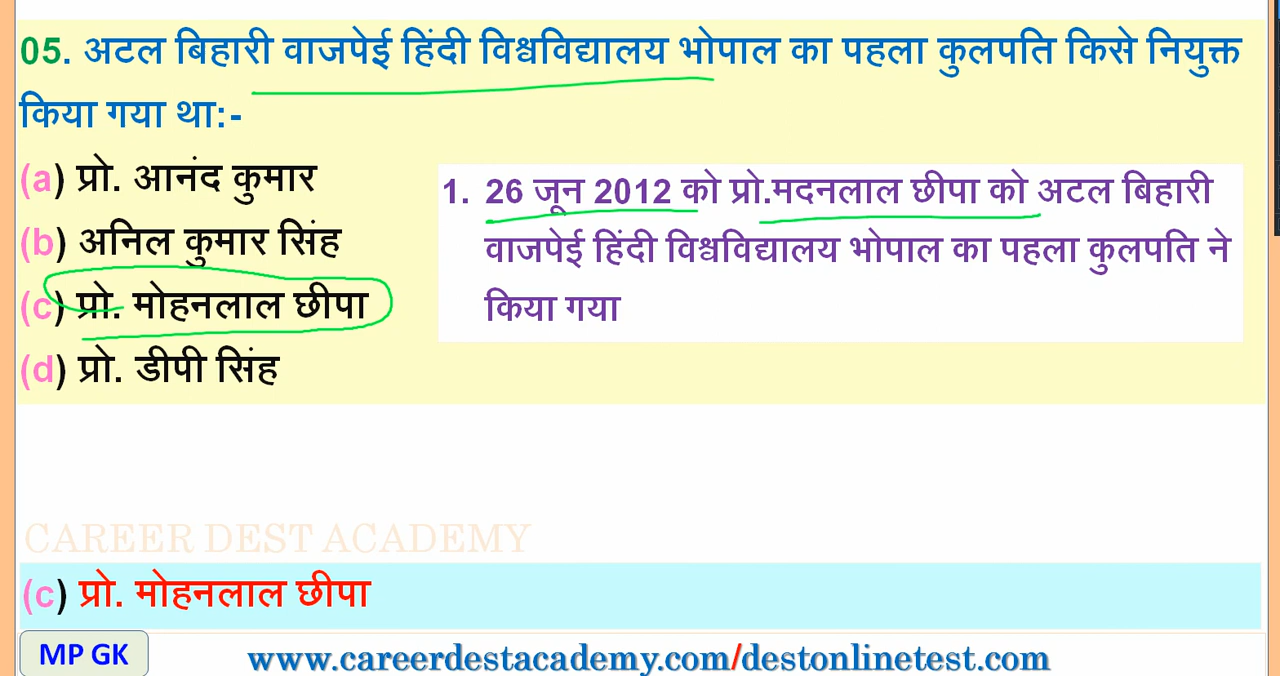 05. अटल बिहारी वाजपेई हिंदी विश्वविद्यालय भोपाल का पहला कुलपति किसे नियुक्त
किया गया था:-
(a) प्रो. आनंद कुमार
(b) अनिल कुमार सिंह
(c) प्रो. मोहनलाल छीपा
(d) प्रो. डीपी सिंह
1. 26 जून 2012 को प्रो.मदनलाल छीपा को अटल बिहारी
वाजपेई हिंदी विश्वविद्यालय भोपाल का पहला कुलपति ने
किया गया
CAREER DEST ACADEMY
(c) प्रो. मोहनलाल छीपा
MP GK
www.careerdestacademy.com/destonlinetest.com